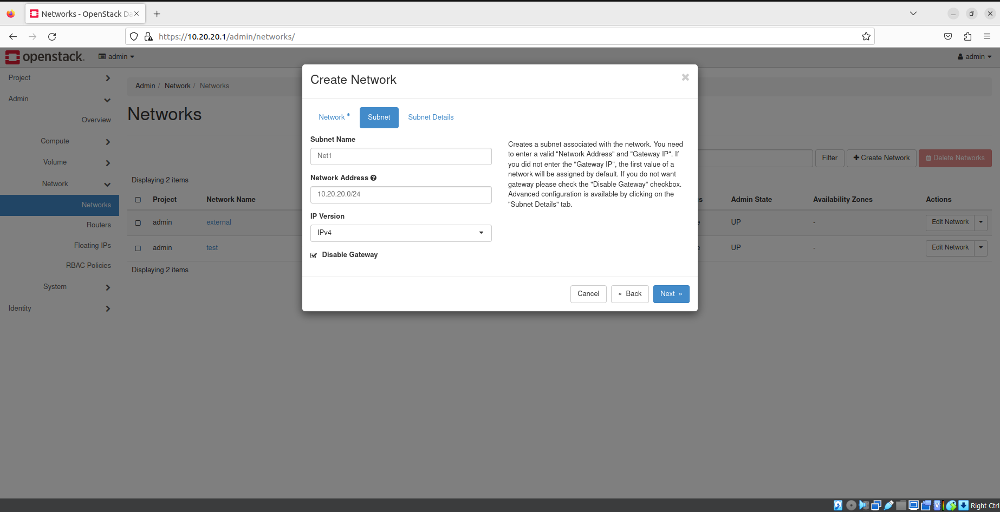 Networks - OpenStack Da
https://10.20.20.1/admin/networks/
openstack.
admin
admin
Project
Admin
Overview
Compute
Volume
Network
Networks
Routers
Floating IPs
RBAC Policies
System
Identity
Admin / Network / Networks
Networks
Filter
Create Network
Delete Networks
Displaying 2 items
Project Network Name s Admin State Availability Zones Actions
admin external e UP - Edit Network
admin test e UP - Edit Network
Displaying 2 items
Create Network
Network *
Subnet
Subnet Details
Subnet Name
Net1
Network Address
10.20.20.0/24
IP Version
IPv4
Disable Gateway
Creates a subnet associated with the network. You need
to enter a valid "Network Address" and "Gateway IP". If
you did not enter the "Gateway IP", the first value of a
network will be assigned by default. If you do not want
gateway please check the "Disable Gateway" checkbox.
Advanced configuration is available by clicking on the
"Subnet Details" tab.
Cancel
« Back
Next »
Right Ctrl